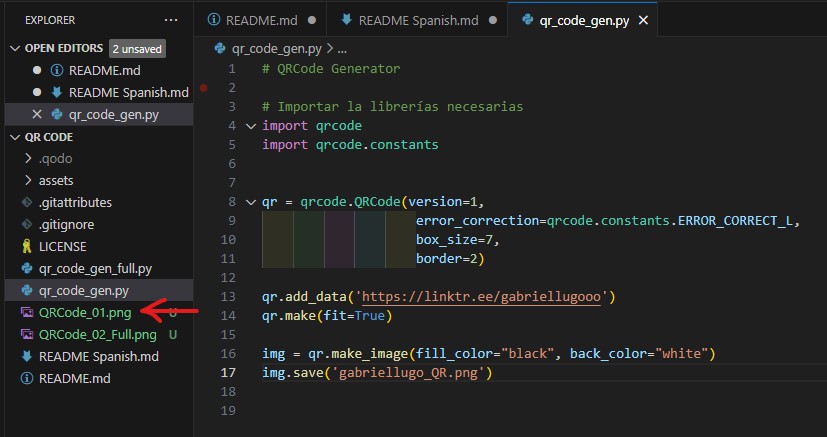 EXPLORER ...
README.md README Spanish.md qr_code_gen.py
OPEN EDITORS 2 unsaved
README.md
README Spanish.md
qr_code_gen.py
QR CODE
.qodo
assets
.gitattributes
.gitignore
LICENSE
qr_code_gen_full.py
qr_code_gen.py
QRCode_01.png U
QRCode_02_Full.png U
README Spanish.md
README.md
qr_code_gen.py > ...
1 # QRCode Generator
2
3 # Importar la librerías necesarias
4 import qrcode
5 import qrcode.constants
6
7
8 qr = qrcode.QRCode(version=1,
9 error_correction=qrcode.constants.ERROR_CORRECT_L,
10 box_size=7,
11 border=2)
12
13 qr.add_data('https://linktr.ee/gabriellugooo')
14 qr.make(fit=True)
15
16 img = qr.make_image(fill_color="black", back_color="white")
17 img.save('gabriellugo_QR.png')
18
19